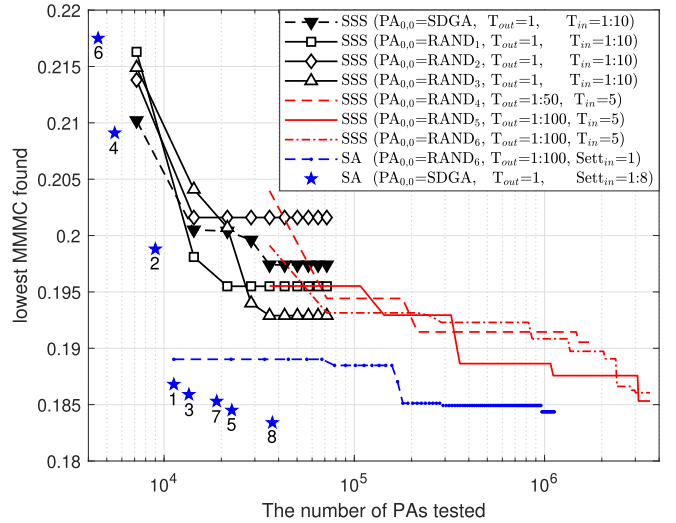 0.22
0.215
0.21
0.205
0.2
0.195
0.19
0.185
0.18
lowest MMMC found
SSS (PA0,0=SDGA, Tout=1, Tin=1:10)
SSS (PA0,0=RAND1, Tout=1, Tin=1:10)
SSS (PA0,0=RAND2, Tout=1, Tin=1:10)
SSS (PA0,0=RAND3, Tout=1, Tin=1:10)
SSS (PA0,0=RAND4, Tout=1:50, Tin=5)
SSS (PA0,0=RAND5, Tout=1:100, Tin=5)
SSS (PA0,0=RAND6, Tout=1:100, Tin=5)
SA (PA0,0=RAND6, Tout=1:100, Settin=1)
SA (PA0,0=SDGA, Tout=1, Settin=1:8)
6
4
2
1 3 7 5 8
10^4 10^5 10^6
The number of PAs tested